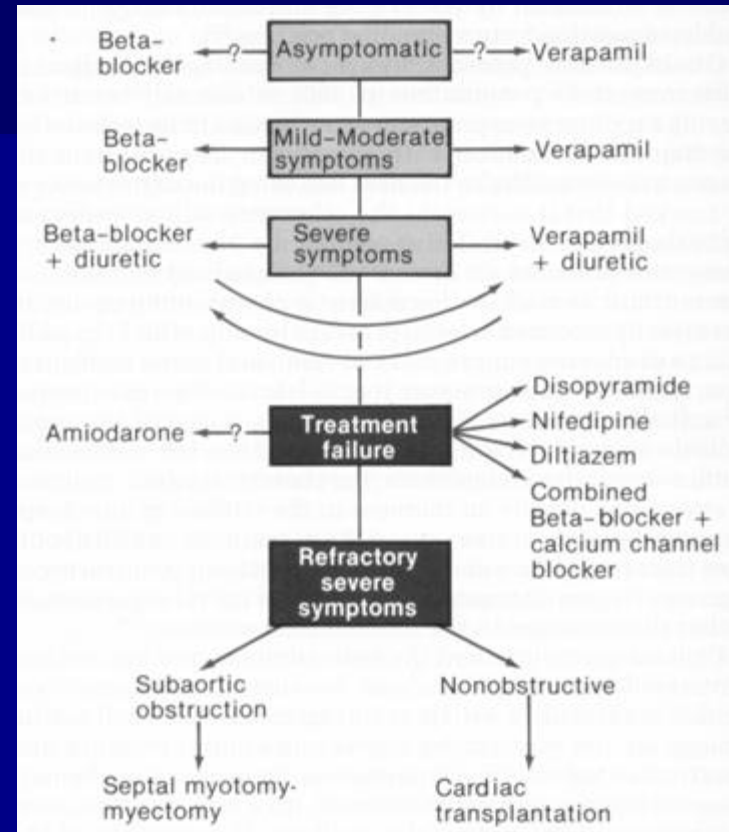 Beta-
blocker
?
Asymptomatic
?
Verapamil
Beta-
blocker
Mild-Moderate
symptoms
Verapamil
Beta-blocker
+ diuretic
Severe
symptoms
Verapamil
+ diuretic
Amiodarone
?
Treatment
failure
Disopyramide
Nifedipine
Diltiazem
Combined
Beta-blocker +
calcium channel
blocker
Refractory
severe
symptoms
Subaortic
obstruction
Nonobstructive
Septal myotomy-
myectomy
Cardiac
transplantation